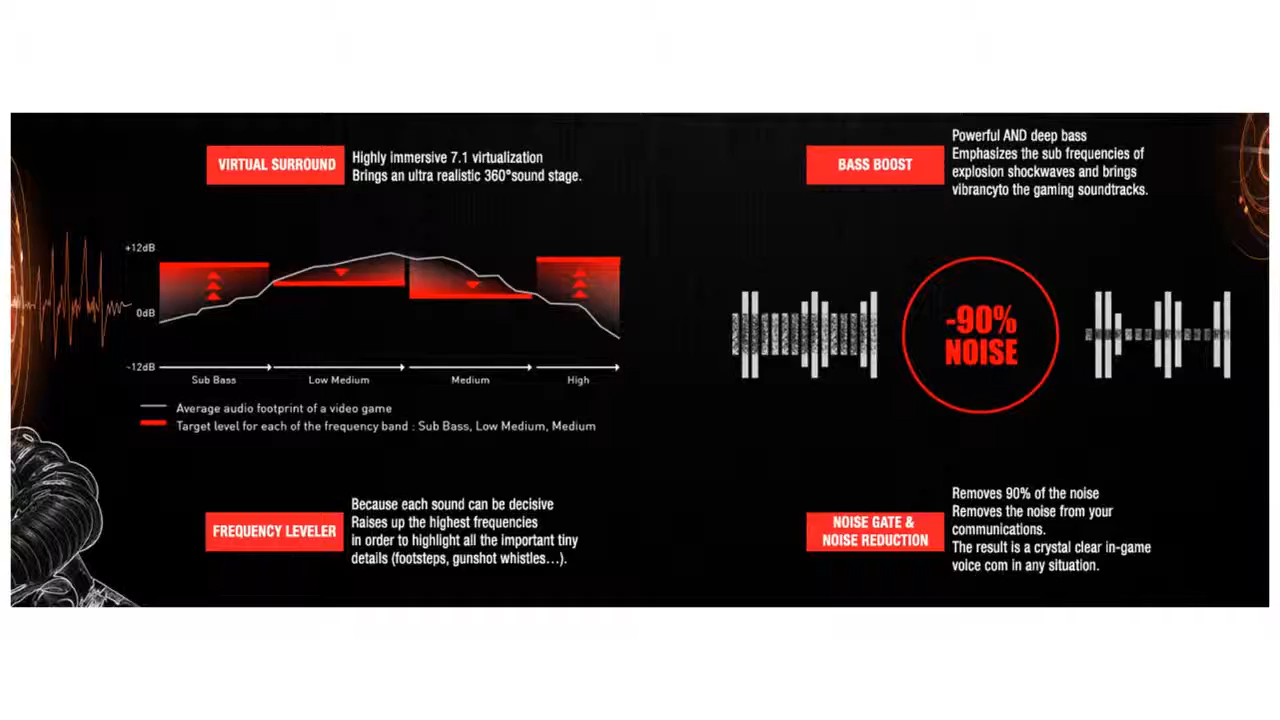 VIRTUAL SURROUND
Highly immersive 7.1 virtualization
Brings an ultra realistic 360°sound stage.
BASS BOOST
Powerful AND deep bass
Emphasizes the sub frequencies of
explosion shockwaves and brings
vibrancyto the gaming soundtracks.
+12dB
0dB
-12dB
Sub Bass
Low Medium
Medium
High
Average audio footprint of a video game
Target level for each of the frequency band : Sub Bass, Low Medium, Medium
-90%
NOISE
FREQUENCY LEVELER
Because each sound can be decisive
Raises up the highest frequencies
in order to highlight all the important tiny
details (footsteps, gunshot whistles...).
NOISE GATE &
NOISE REDUCTION
Removes 90% of the noise
Removes the noise from your
communications.
The result is a crystal clear in-game
voice com in any situation.